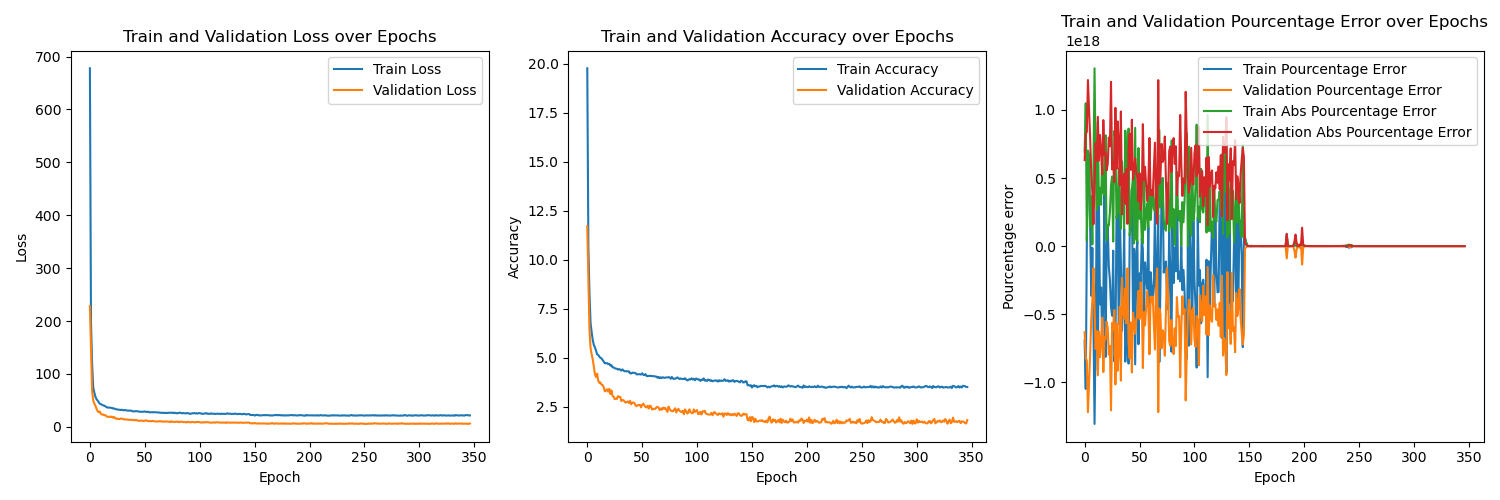 Train and Validation Loss over Epochs
700
600
500
400
300
200
100
0
Loss
0 50 100 150 200 250 300 350
Epoch
Train Loss
Validation Loss
Train and Validation Accuracy over Epochs
20.0
17.5
15.0
12.5
10.0
7.5
5.0
2.5
Accuracy
0 50 100 150 200 250 300 350
Epoch
Train Accuracy
Validation Accuracy
Train and Validation Pourcentage Error over Epochs
1e18
1.0
0.5
0.0
−0.5
−1.0
Pourcentage error
0 50 100 150 200 250 300 350
Epoch
Train Pourcentage Error
Validation Pourcentage Error
Train Abs Pourcentage Error
Validation Abs Pourcentage Error